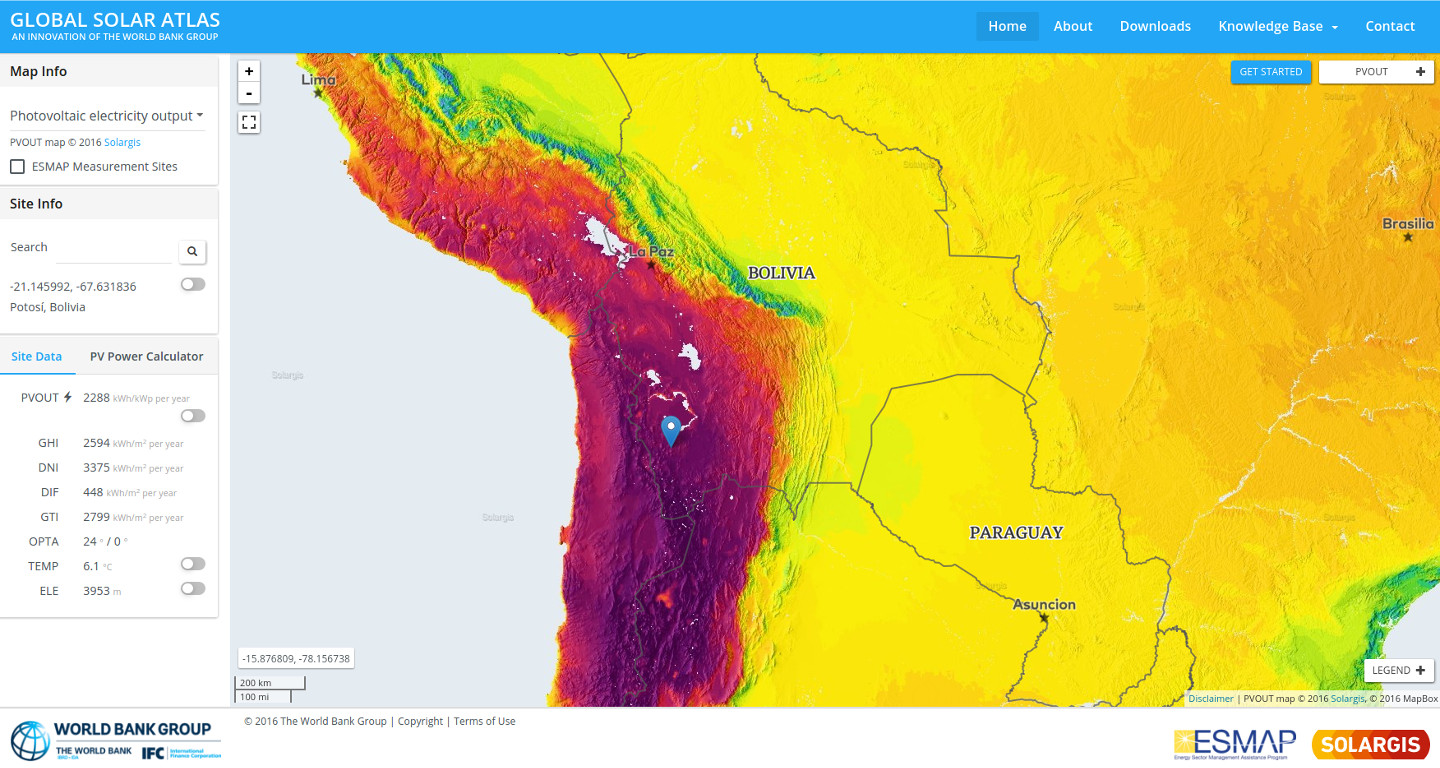 GLOBAL SOLAR ATLAS
AN INNOVATION OF THE WORLD BANK GROUP
Home About Downloads Knowledge Base Contact
Map Info
Photovoltaic electricity output
PVOUT map © 2016 Solargis
ESMAP Measurement Sites
Site Info
Search
-21.145992, -67.631836
Potosí, Bolivia
Site Data PV Power Calculator
PVOUT 2288 kWh/kWp per year
GHI 2594 kWh/m² per year
DNI 3375 kWh/m² per year
DIF 448 kWh/m² per year
GTI 2799 kWh/m² per year
OPTA 24 ° / 0 °
TEMP 6.1 °C
ELE 3953 m
+
-
GET STARTED
PVOUT +
Lima
Solargis
Solargis
Brasilia
La Paz
BOLIVIA
Solargis
Solargis
Solargis
Solargis
PARAGUAY
Solargis
Asuncion
-15.876809, -78.156738
200 km
100 mi
LEGEND +
Disclaimer | PVOUT map © 2016 Solargis, © 2016 MapBox
© 2016 The World Bank Group | Copyright | Terms of Use
WORLD BANK GROUP
THE WORLD BANK
IBRD • IDA
IFC International
Finance Corporation
ESMAP
Energy Sector Management Assistance Program
SOLARGIS